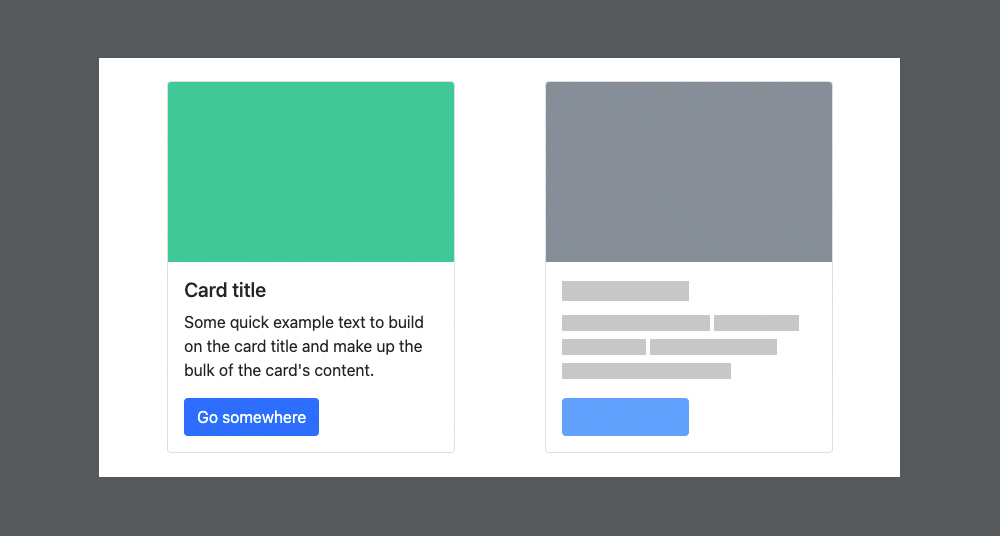 Card title
Some quick example text to build
on the card title and make up the
bulk of the card's content.
Go somewhere